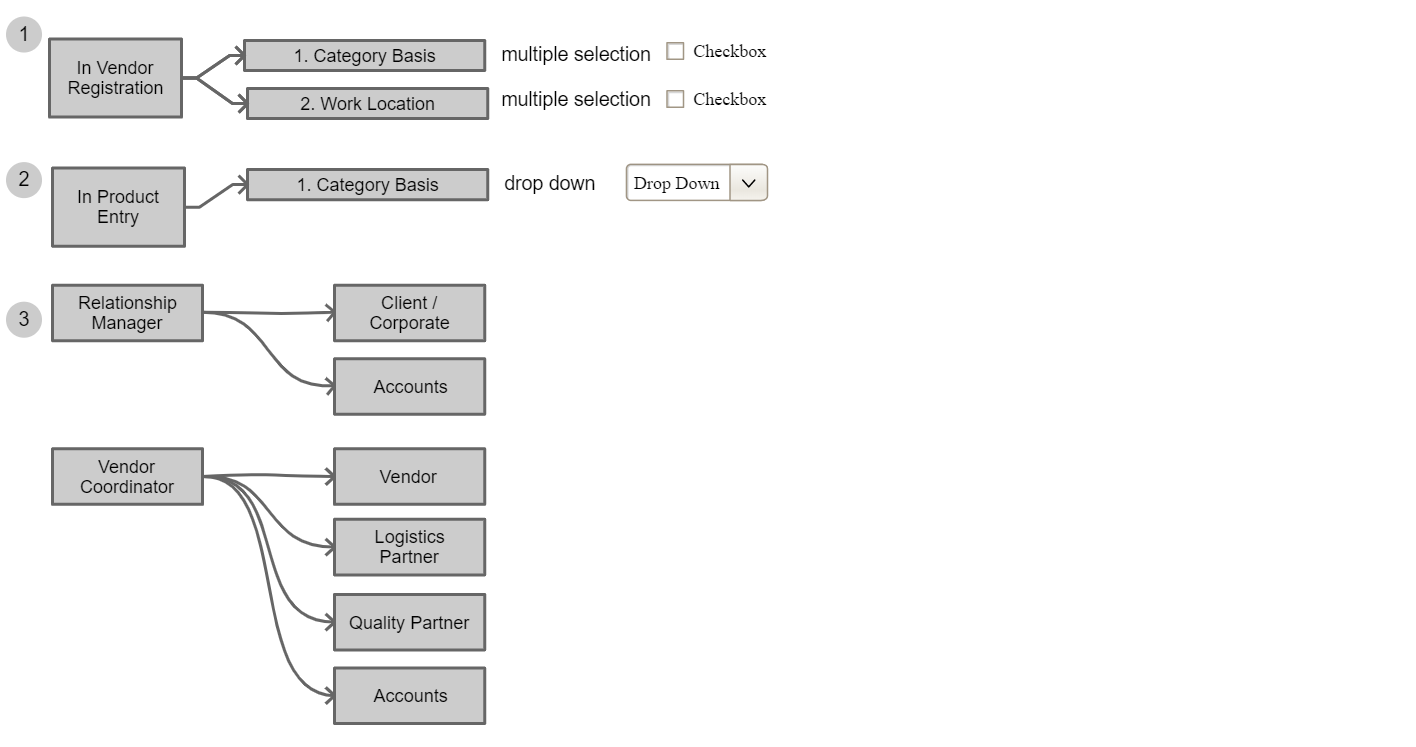 1
In Vendor
Registration
1. Category Basis
multiple selection
Checkbox
2. Work Location
multiple selection
Checkbox
2
In Product
Entry
1. Category Basis
drop down
Drop Down
3
Relationship
Manager
Client /
Corporate
Accounts
Vendor
Coordinator
Vendor
Logistics
Partner
Quality Partner
Accounts